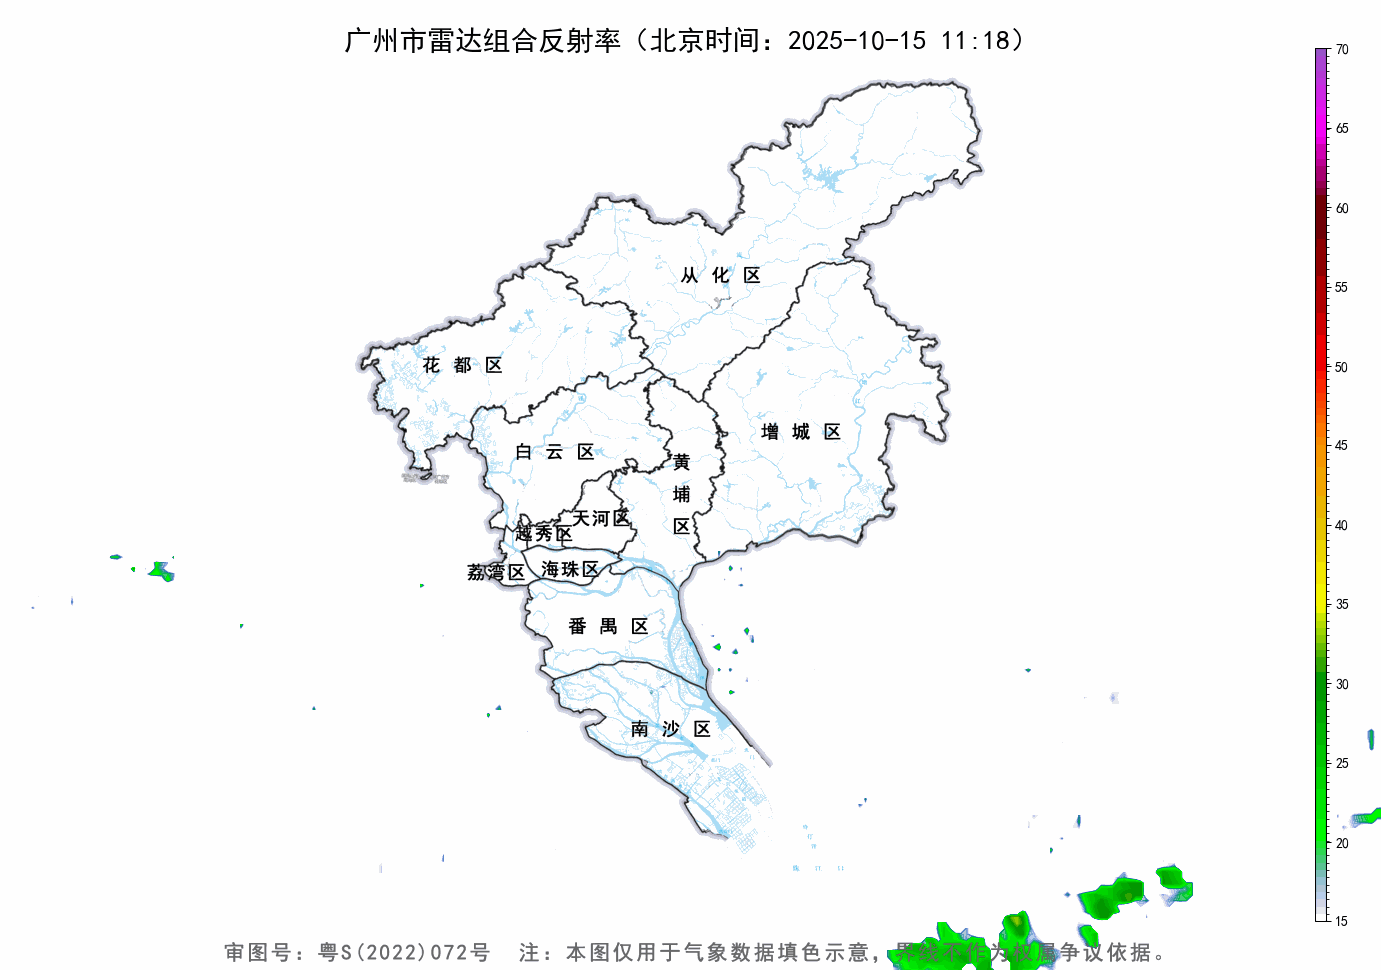 广州市雷达组合反射率（北京时间：2025-10-15 11:18）
70
65
60
55
50
45
40
35
30
25
20
15
从化区
花都区
增城区
白云区
黄埔区
天河区
越秀区
荔湾区
海珠区
番禺区
南沙区
审图号：粤S(2022)072号 注：本图仅用于气象数据填色示意，界线不作为权属争议依据。